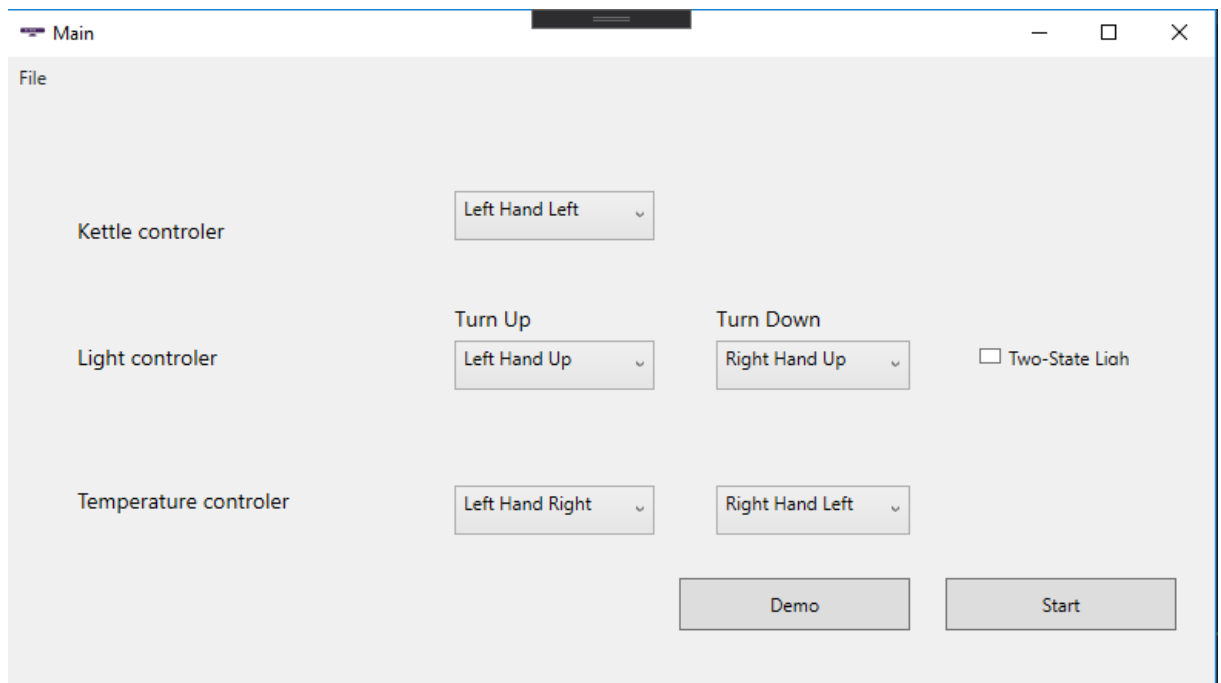 Main
File
Kettle controler
Left Hand Left
Turn Up
Turn Down
Light controler
Left Hand Up
Right Hand Up
Two-State Ligh
Temperature controler
Left Hand Right
Right Hand Left
Demo
Start